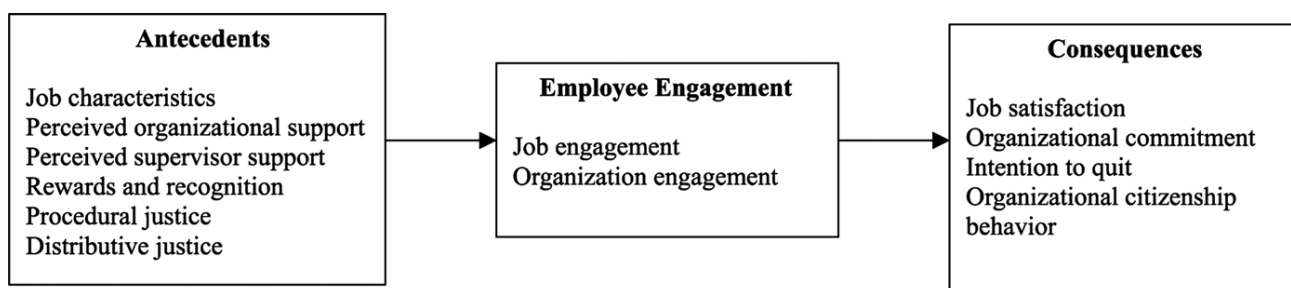 Antecedents
Job characteristics
Perceived organizational support
Perceived supervisor support
Rewards and recognition
Procedural justice
Distributive justice
Employee Engagement
Job engagement
Organization engagement
Consequences
Job satisfaction
Organizational commitment
Intention to quit
Organizational citizenship
behavior